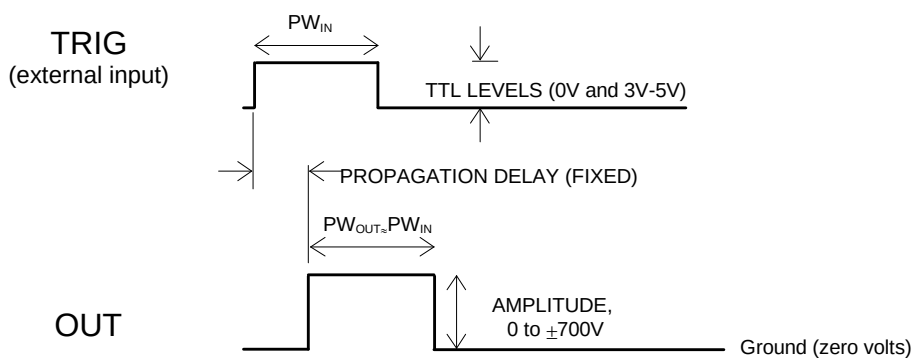 PW_IN
TRIG
(external input)
TTL LEVELS (0V and 3V-5V)
PROPAGATION DELAY (FIXED)
PW_OUT≈PW_IN
AMPLITUDE,
0 to ±700V
OUT
Ground (zero volts)